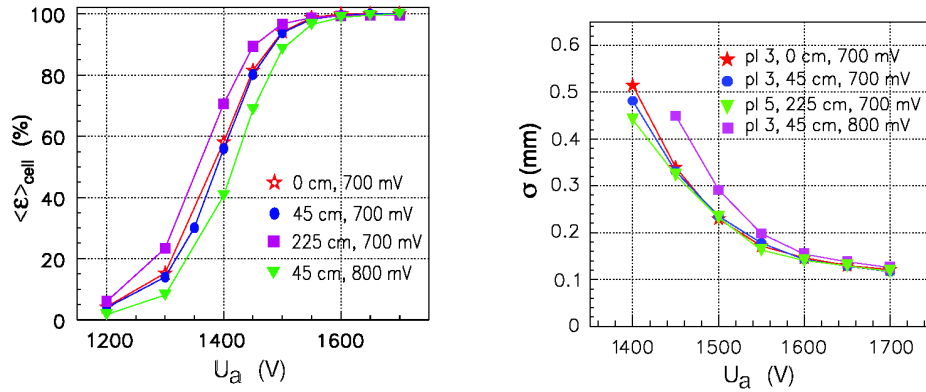 <ε>cell (%)
100
80
60
40
20
0
0 cm, 700 mV
45 cm, 700 mV
225 cm, 700 mV
45 cm, 800 mV
1200
1400
1600
Ua (V)
σ (mm)
0.6
0.5
0.4
0.3
0.2
0.1
0
pl 3, 0 cm, 700 mV
pl 3, 45 cm, 700 mV
pl 5, 225 cm, 700 mV
pl 3, 45 cm, 800 mV
1400
1500
1600
1700
Ua (V)